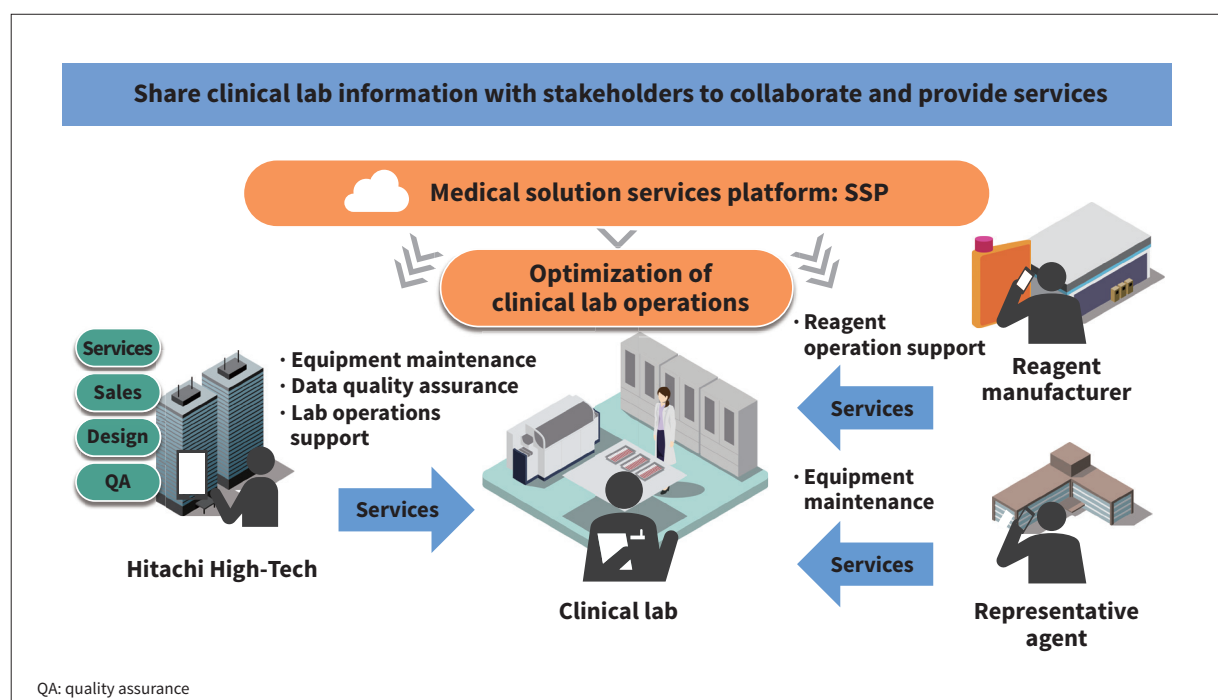 Share clinical lab information with stakeholders to collaborate and provide services
Medical solution services platform: SSP
Optimization of
clinical lab operations
Services
Sales
Design
QA
· Equipment maintenance
· Data quality assurance
· Lab operations
support
Services
Hitachi High-Tech
Clinical lab
· Reagent
operation support
Services
Reagent
manufacturer
· Equipment
maintenance
Services
Representative
agent
QA: quality assurance